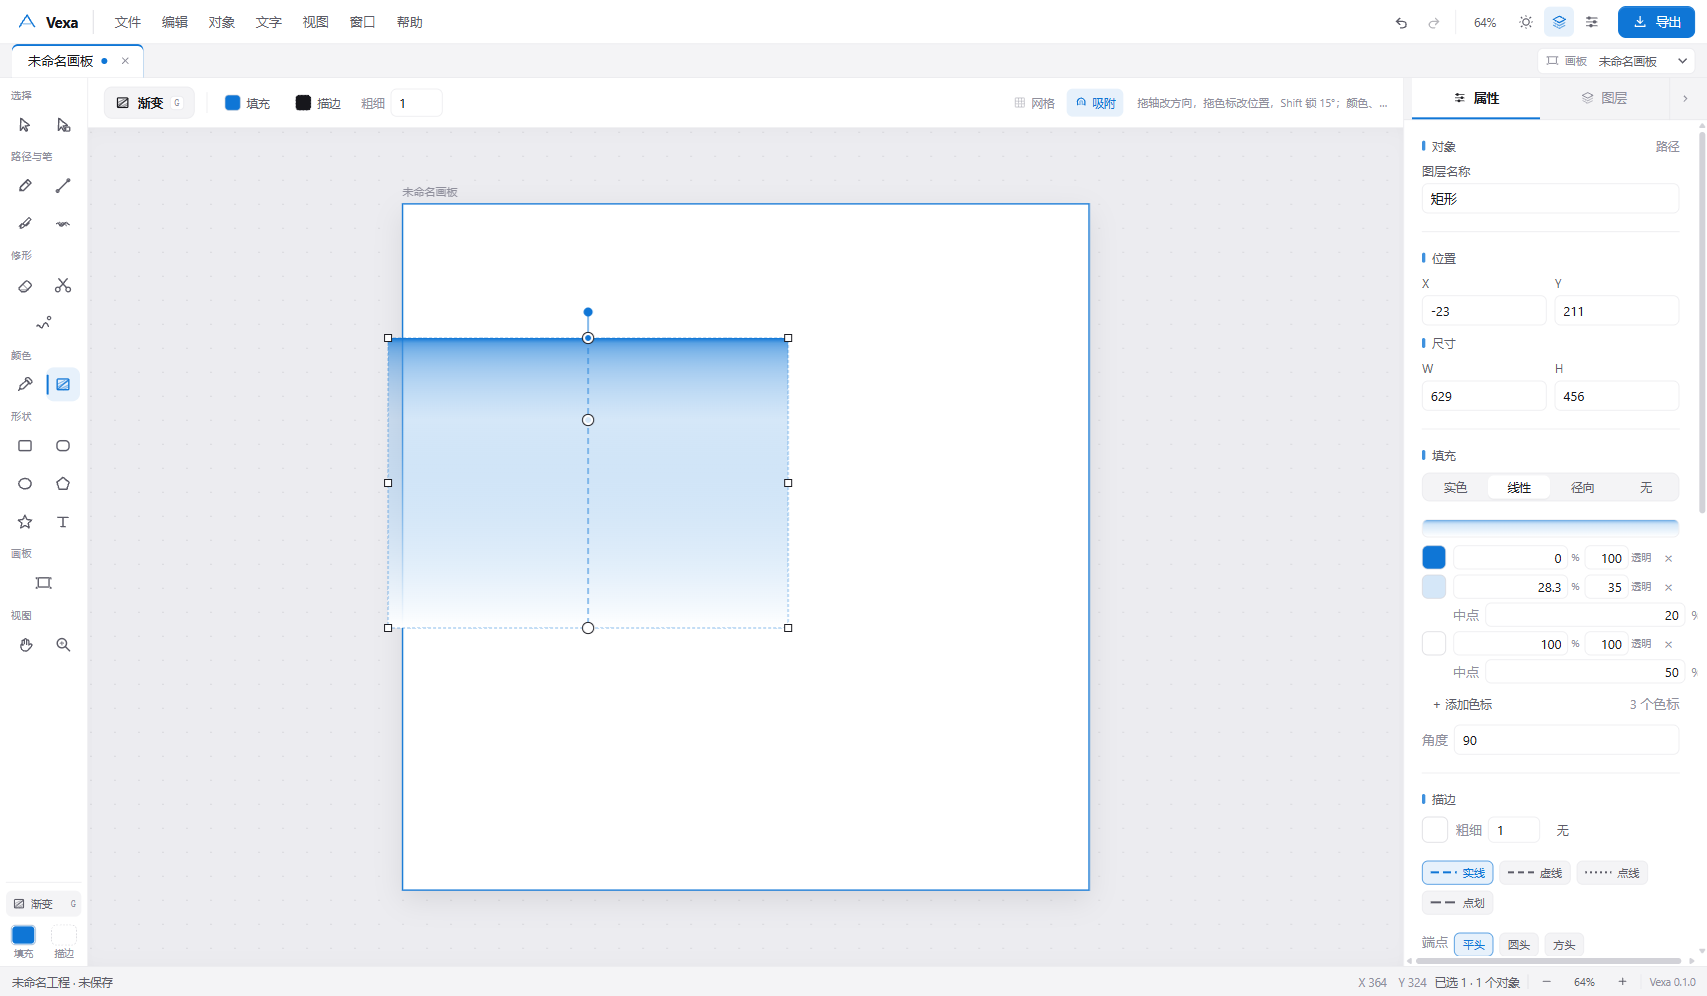 Vexa
文件 编辑 对象 文字 视图 窗口 帮助
64%
导出
未命名画板 ×
画板 未命名画板
选择
路径与笔
修形
颜色
形状
画板
视图
渐变 G
填充 描边
渐变 G
填充
描边
粗细 1
网格
吸附
拖轴改方向，拖色标改位置，Shift 锁 15°；颜色、...
未命名画板
属性
图层
对象 路径
图层名称
矩形
位置
X Y
-23 211
尺寸
W H
629 456
填充
实色 线性 径向 无
0 % 100 透明 ×
28.3 % 35 透明 ×
中点 20 %
100 % 100 透明 ×
中点 50 %
+ 添加色标 3 个色标
角度 90
描边
粗细 1 无
实线 虚线 点线
点划
端点 平头 圆头 方头
未命名工程 · 未保存
X 364 Y 324 已选 1 · 1 个对象 − 64% + Vexa 0.1.0